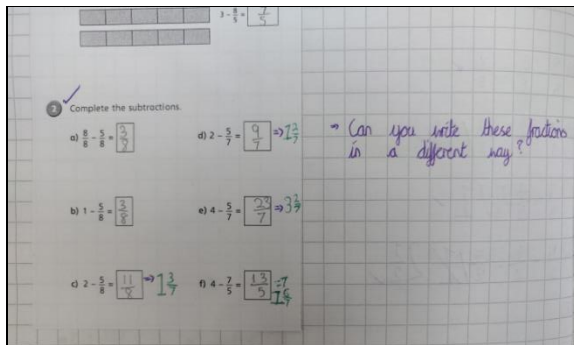 3 - 8/5 = 7/5
2 Complete the subtractions.
a) 8/8 - 5/8 = 3/8
d) 2 - 5/7 = 9/7 ⇒ 1 2/7
⇒ Can you write these fractions
in a different way?
b) 1 - 5/8 = 3/8
e) 4 - 5/7 = 23/7 ⇒ 3 2/7
c) 2 - 5/8 = 11/8 ⇒ 1 3/7
f) 4 - 7/5 = 13/5